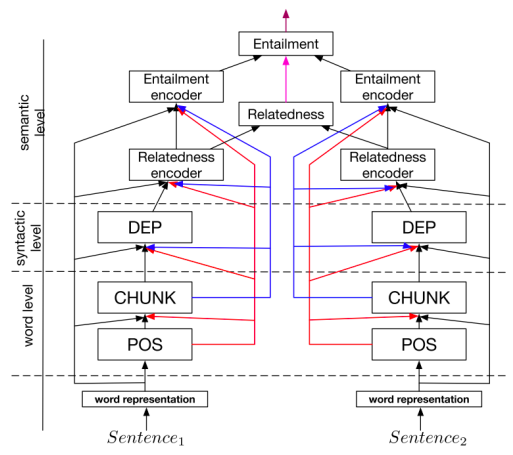 Entailment
Entailment
encoder
Entailment
encoder
Relatedness
semantic
level
Relatedness
encoder
Relatedness
encoder
syntactic
level
DEP
DEP
word level
CHUNK
CHUNK
POS
POS
word representation
word representation
Sentence₁
Sentence₂